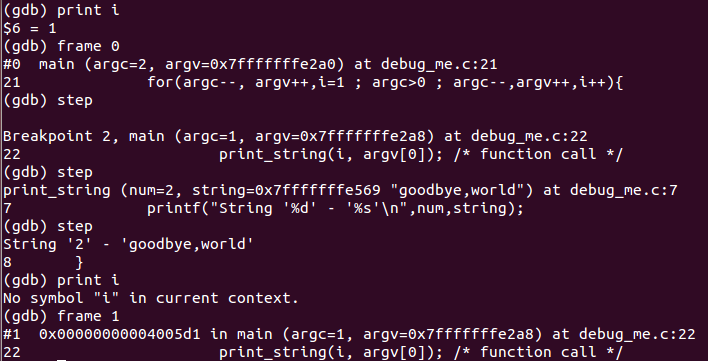 (gdb) print i
$6 = 1
(gdb) frame 0
#0  main (argc=2, argv=0x7fffffffe2a0) at debug_me.c:21
21            for(argc--, argv++,i=1 ; argc>0 ; argc--,argv++,i++){
(gdb) step

Breakpoint 2, main (argc=1, argv=0x7fffffffe2a8) at debug_me.c:22
22                    print_string(i, argv[0]); /* function call */
(gdb) step
print_string (num=2, string=0x7fffffffe569 "goodbye,world") at debug_me.c:7
7             printf("String '%d' - '%s'\n",num,string);
(gdb) step
String '2' - 'goodbye,world'
8     }
(gdb) print i
No symbol "i" in current context.
(gdb) frame 1
#1  0x00000000004005d1 in main (argc=1, argv=0x7fffffffe2a8) at debug_me.c:22
22                    print_string(i, argv[0]); /* function call */